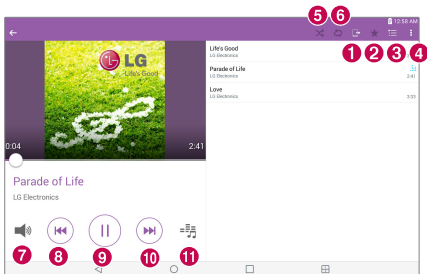 5 6
12:58 AM
1 2 3 4
LG
Life's Good
0:04
2:41
Life's Good
LG Electronics
Parade of Life
LG Electronics
2:41
Love
LG Electronics
3:03
Parade of Life
LG Electronics
7 8 9 10 11